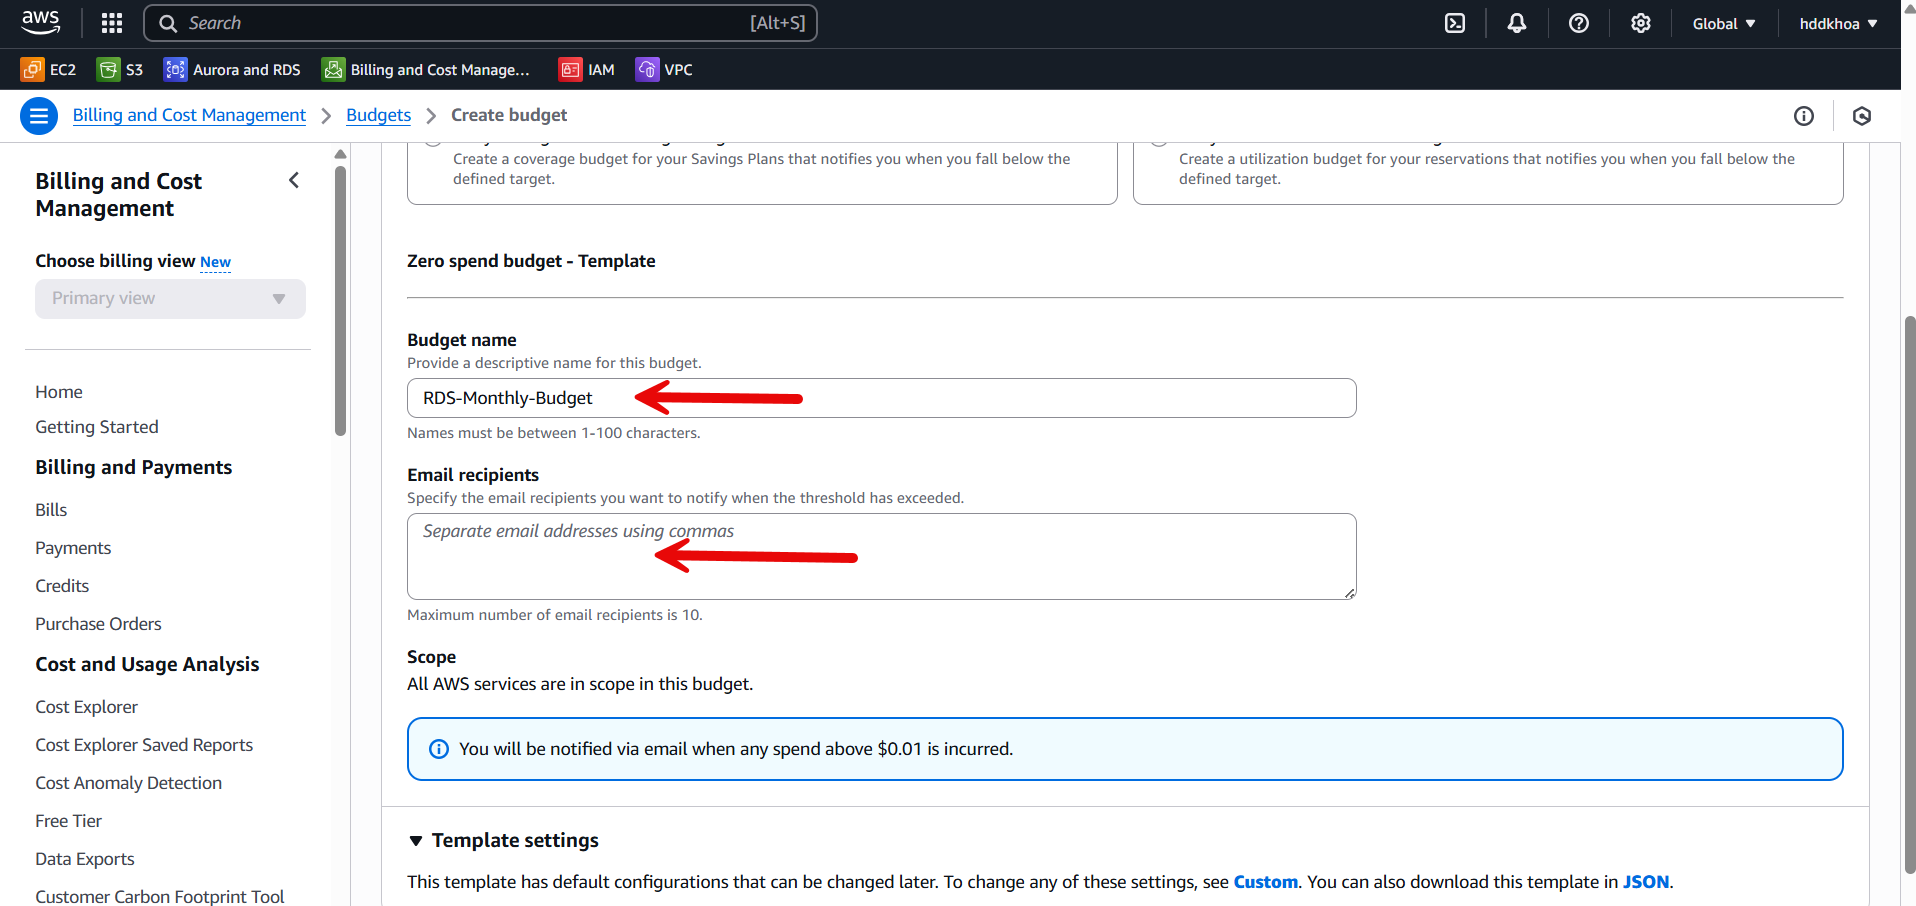 aws
Search
[Alt+S]
Global
hddkhoa
EC2
S3
Aurora and RDS
Billing and Cost Manage...
IAM
VPC
Billing and Cost Management
Budgets
Create budget
Billing and Cost
Management
Choose billing view New
Primary view
Home
Getting Started
Billing and Payments
Bills
Payments
Credits
Purchase Orders
Cost and Usage Analysis
Cost Explorer
Cost Explorer Saved Reports
Cost Anomaly Detection
Free Tier
Data Exports
Customer Carbon Footprint Tool
Create a coverage budget for your Savings Plans that notifies you when you fall below the
defined target.
Create a utilization budget for your reservations that notifies you when you fall below the
defined target.
Zero spend budget - Template
Budget name
Provide a descriptive name for this budget.
RDS-Monthly-Budget
Names must be between 1-100 characters.
Email recipients
Specify the email recipients you want to notify when the threshold has exceeded.
Separate email addresses using commas
Maximum number of email recipients is 10.
Scope
All AWS services are in scope in this budget.
You will be notified via email when any spend above $0.01 is incurred.
Template settings
This template has default configurations that can be changed later. To change any of these settings, see Custom. You can also download this template in JSON.